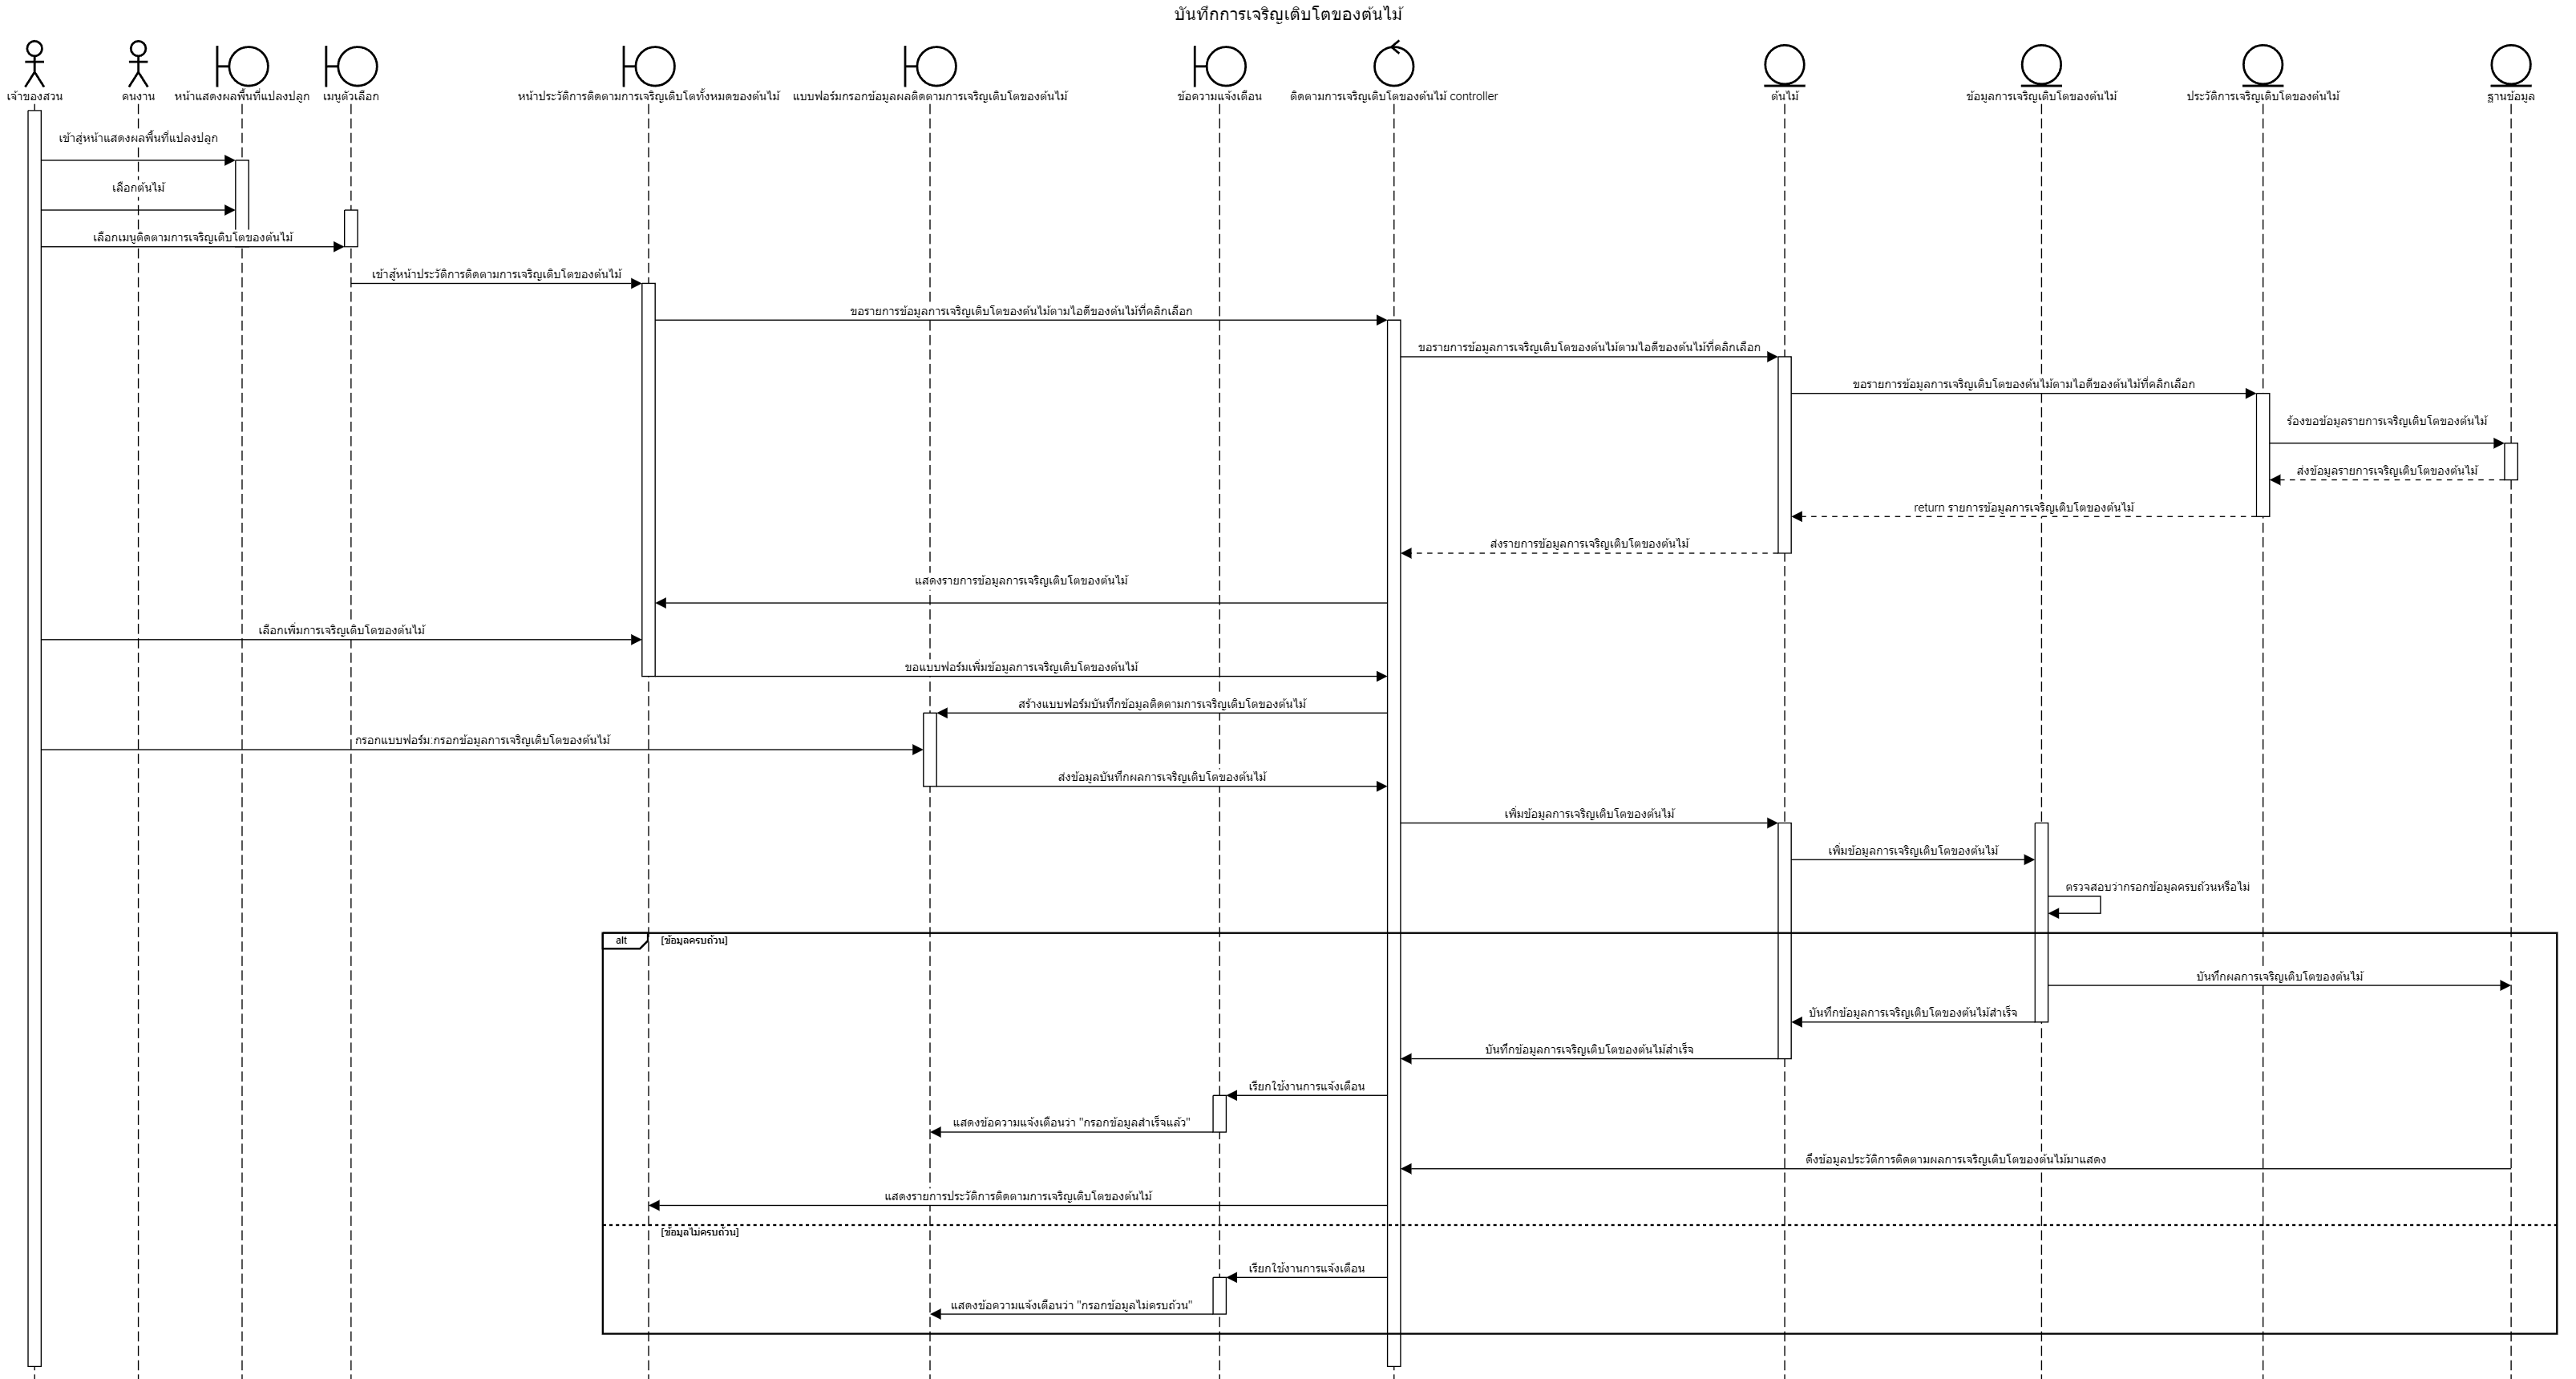 บันทึกการเจริญเติบโตของต้นไม้
เจ้าของสวน
คนงาน
หน้าแสดงผลพื้นที่แปลงปลูก
เมนูตัวเลือก
หน้าประวัติการติดตามการเจริญเติบโตทั้งหมดของต้นไม้
แบบฟอร์มกรอกข้อมูลผลติดตามการเจริญเติบโตของต้นไม้
ข้อความแจ้งเตือน
ติดตามการเจริญเติบโตของต้นไม้ controller
ต้นไม้
ข้อมูลการเจริญเติบโตของต้นไม้
ประวัติการเจริญเติบโตของต้นไม้
ฐานข้อมูล
เข้าสู่หน้าแสดงผลพื้นที่แปลงปลูก
เลือกต้นไม้
เลือกเมนูติดตามการเจริญเติบโตของต้นไม้
เข้าสู้หน้าประวัติการติดตามการเจริญเติบโตของต้นไม้
ขอรายการข้อมูลการเจริญเติบโตของต้นไม้ตามไอดีของต้นไม้ที่คลิกเลือก
ขอรายการข้อมูลการเจริญเติบโตของต้นไม้ตามไอดีของต้นไม้ที่คลิกเลือก
ขอรายการข้อมูลการเจริญเติบโตของต้นไม้ตามไอดีของต้นไม้ที่คลิกเลือก
ร้องขอข้อมูลรายการเจริญเติบโตของต้นไม้
ส่งข้อมูลรายการเจริญเติบโตของต้นไม้
return รายการข้อมูลการเจริญเติบโตของต้นไม้
ส่งรายการข้อมูลการเจริญเติบโตของต้นไม้
แสดงรายการข้อมูลการเจริญเติบโตของต้นไม้
เลือกเพิ่มการเจริญเติบโตของต้นไม้
ขอแบบฟอร์มเพิ่มข้อมูลการเจริญเติบโตของต้นไม้
สร้างแบบฟอร์มบันทึกข้อมูลติดตามการเจริญเติบโตของต้นไม้
กรอกแบบฟอร์ม:กรอกข้อมูลการเจริญเติบโตของต้นไม้
ส่งข้อมูลบันทึกผลการเจริญเติบโตของต้นไม้
เพิ่มข้อมูลการเจริญเติบโตของต้นไม้
เพิ่มข้อมูลการเจริญเติบโตของต้นไม้
ตรวจสอบว่ากรอกข้อมูลครบถ้วนหรือไม่
alt [ข้อมูลครบถ้วน]
บันทึกผลการเจริญเติบโตของต้นไม้
บันทึกข้อมูลการเจริญเติบโตของต้นไม้สำเร็จ
บันทึกข้อมูลการเจริญเติบโตของต้นไม้สำเร็จ
เรียกใช้งานการแจ้งเตือน
แสดงข้อความแจ้งเตือนว่า "กรอกข้อมูลสำเร็จแล้ว"
ดึงข้อมูลประวัติการติดตามผลการเจริญเติบโตของต้นไม้มาแสดง
แสดงรายการประวัติการติดตามการเจริญเติบโตของต้นไม้
[ข้อมูลไม่ครบถ้วน]
เรียกใช้งานการแจ้งเตือน
แสดงข้อความแจ้งเตือนว่า "กรอกข้อมูลไม่ครบถ้วน"